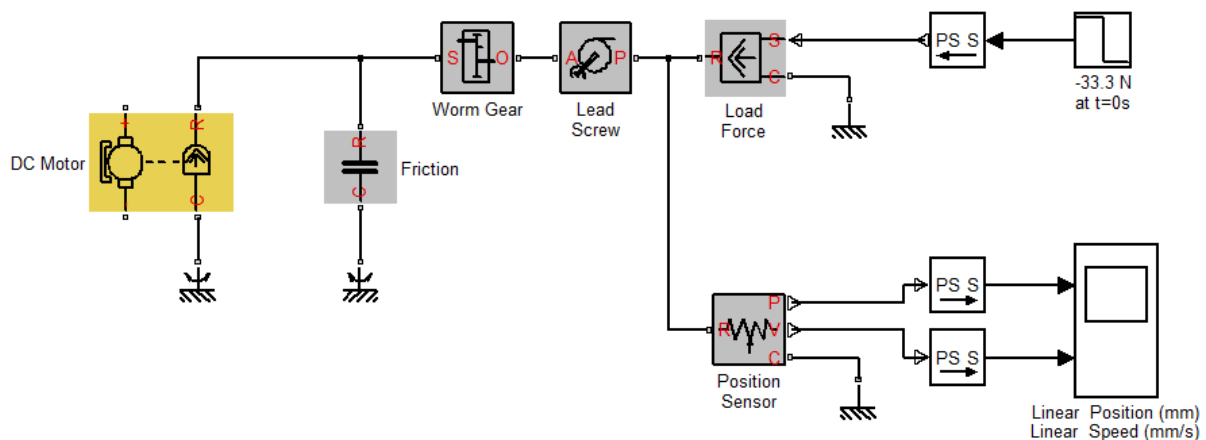 DC Motor
+
-
R
C
R
C
Friction
S
O
Worm Gear
A
P
Lead
Screw
R
S
C
Load
Force
PS S
-33.3 N
at t=0s
R
P
V
C
Position
Sensor
PS S
PS S
Linear Position (mm)
Linear Speed (mm/s)